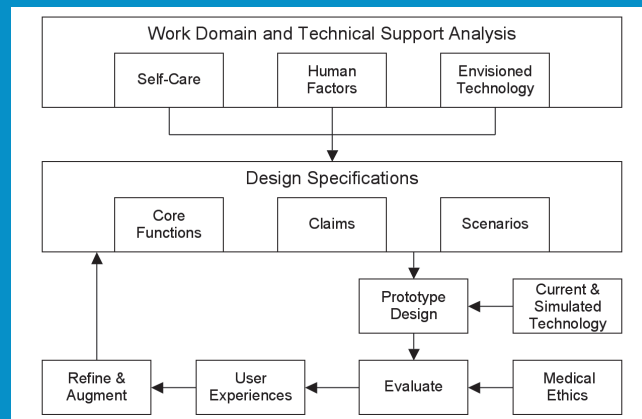 Work Domain and Technical Support Analysis
Self-Care
Human
Factors
Envisioned
Technology
Design Specifications
Core
Functions
Claims
Scenarios
Prototype
Design
Current &
Simulated
Technology
Refine &
Augment
User
Experiences
Evaluate
Medical
Ethics